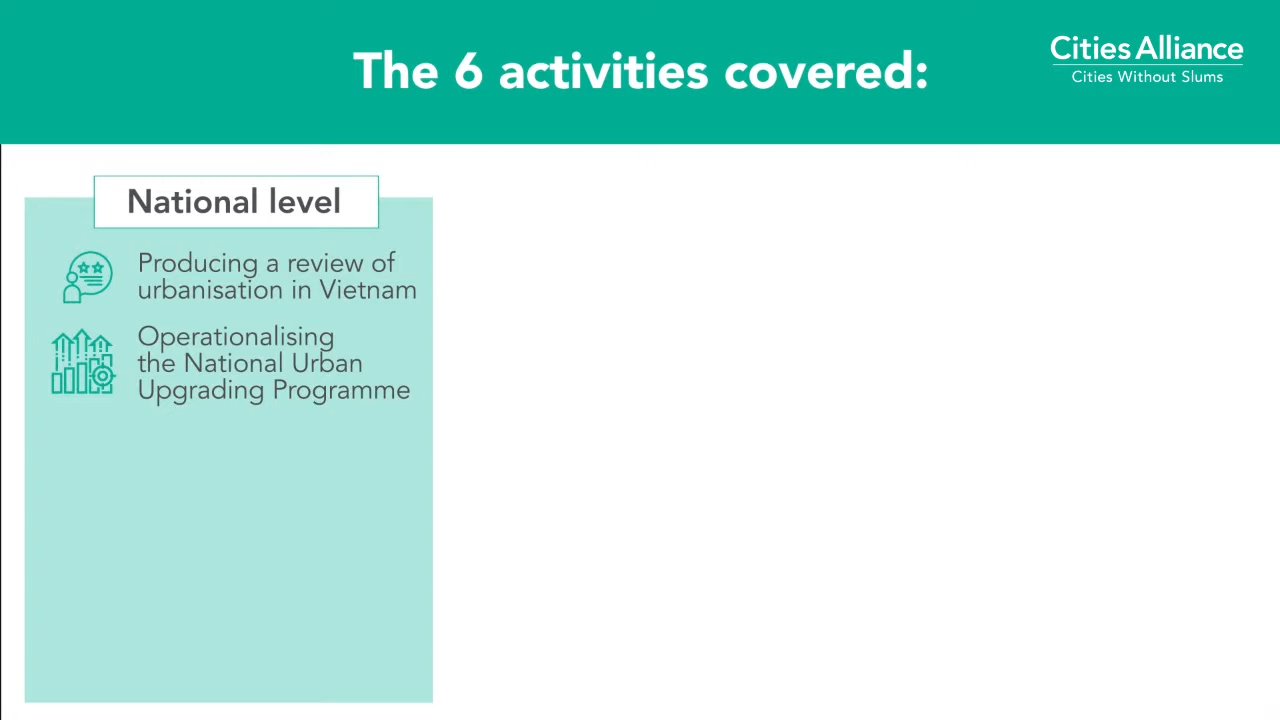 The 6 activities covered:
Cities Alliance
Cities Without Slums
National level
Producing a review of
urbanisation in Vietnam
Operationalising
the National Urban
Upgrading Programme